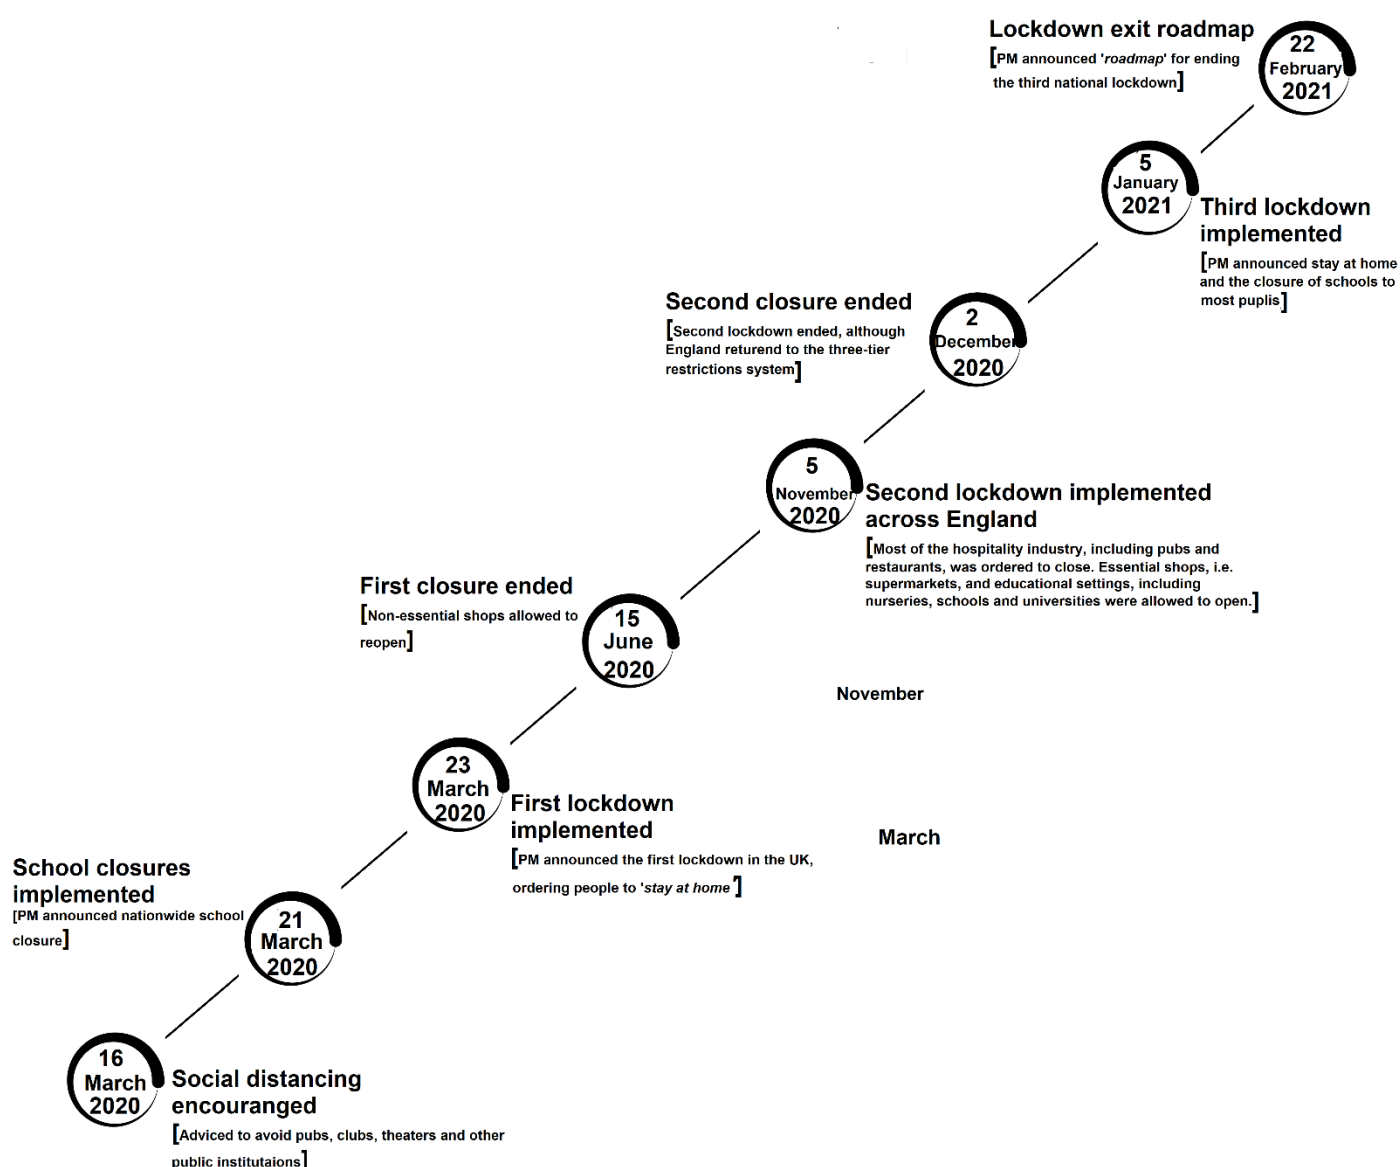 Lockdown exit roadmap
[PM announced 'roadmap' for ending
the third national lockdown]
22
February
2021
5
January
2021
Third lockdown
implemented
[PM announced stay at home
and the closure of schools to
most puplis]
Second closure ended
[Second lockdown ended, although
England returend to the three-tier
restrictions system]
2
December
2020
5
November
2020
Second lockdown implemented
across England
[Most of the hospitality industry, including pubs and
restaurants, was ordered to close. Essential shops, i.e.
supermarkets, and educational settings, including
nurseries, schools and universities were allowed to open.]
First closure ended
[Non-essential shops allowed to
reopen]
15
June
2020
November
23
March
2020
First lockdown
implemented
[PM announced the first lockdown in the UK,
ordering people to 'stay at home']
March
School closures
implemented
[PM announced nationwide school
closure]
21
March
2020
16
March
2020
Social distancing
encouranged
[Adviced to avoid pubs, clubs, theaters and other
public institutaions]